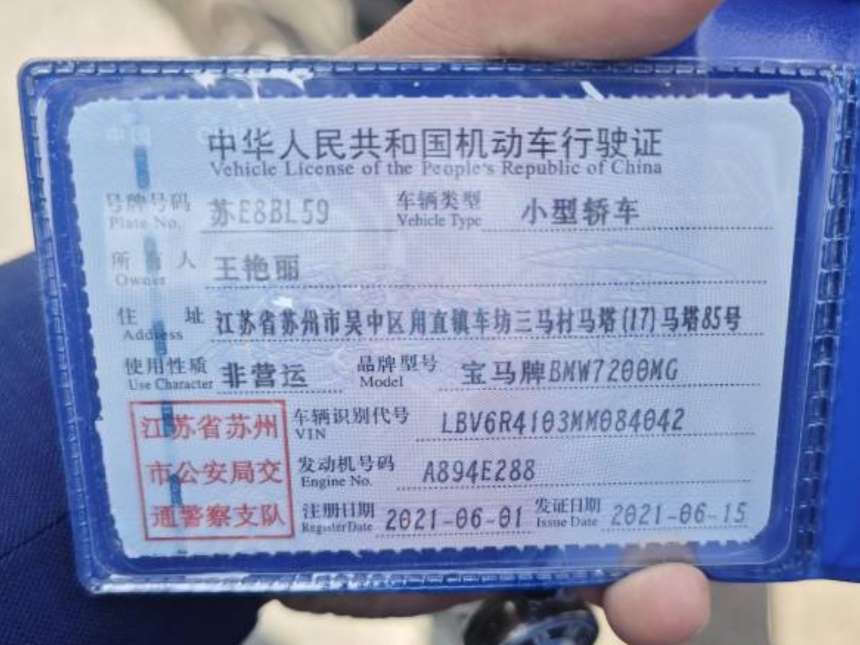 中华人民共和国机动车行驶证
Vehicle License of the People's Republic of China
号牌号码 苏E8BL59 车辆类型 小型轿车
Plate No. Vehicle Type
所有人 王艳丽
Owner
住址 江苏省苏州市吴中区甪直镇车坊三马村马塔(17)马塔85号
Address
使用性质 非营运 品牌型号 宝马牌BMW7200MG
Use Character Model
江苏省苏州 车辆识别代号 LBV6R4103MM084042
VIN
市公安局交 发动机号码 A894E288
Engine No.
通警察支队 注册日期 2021-06-01 发证日期 2021-06-15
Register Date Issue Date